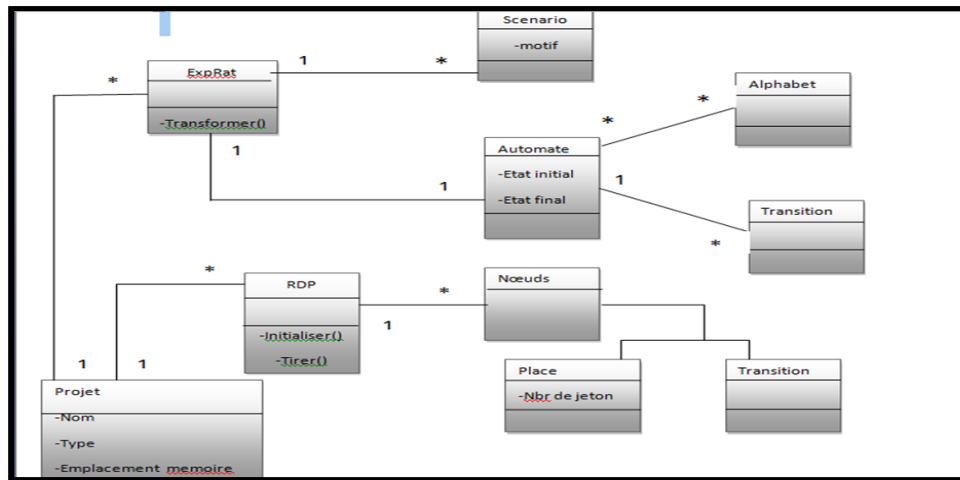 Scenario
-motif
1
*
ExpRat
*
-Transformer()
1
Alphabet
*
*
Automate
-Etat initial
-Etat final
1
1
Transition
*
*
RDP
-Initialiser()
-Tirer()
1
*
Nœuds
1
1
Place
-Nbr de jeton
Transition
Projet
-Nom
-Type
-Emplacement memoire